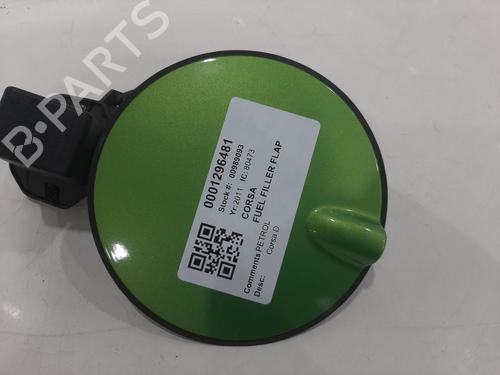 B-PARTS
0001296481
Stock #: 00989093
Yr:2011 IC:80473
CORSA
FUEL FILLER FLAP
Comments PETROL
Desc: Corsa D